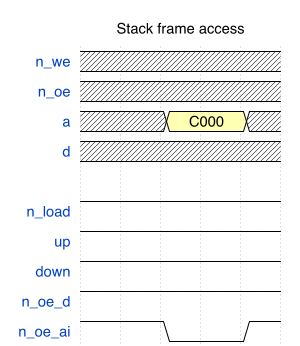 Stack frame access
n_we
n_oe
a
C000
d
n_load
up
down
n_oe_d
n_oe_ai